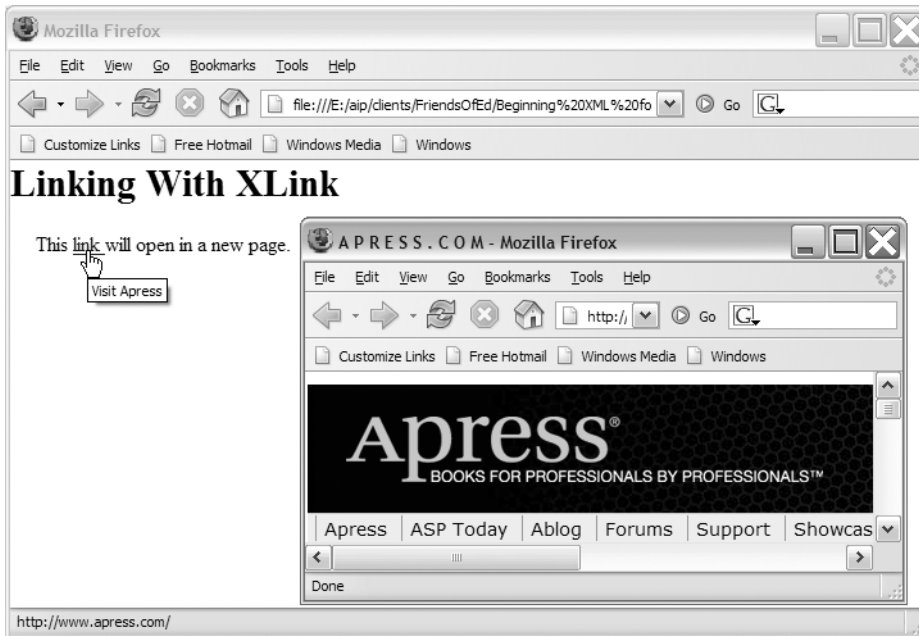 Mozilla Firefox
File Edit View Go Bookmarks Tools Help
file:///E:/aip/clients/FriendsOfEd/Beginning%20XML%20fo Go G
Customize Links Free Hotmail Windows Media Windows
Linking With XLink
This link will open in a new page.
Visit Apress
APRESS.COM - Mozilla Firefox
File Edit View Go Bookmarks Tools Help
http:// Go G
Customize Links Free Hotmail Windows Media Windows
Apress®
BOOKS FOR PROFESSIONALS BY PROFESSIONALS™
Apress ASP Today Ablog Forums Support Showcas
Done
http://www.apress.com/